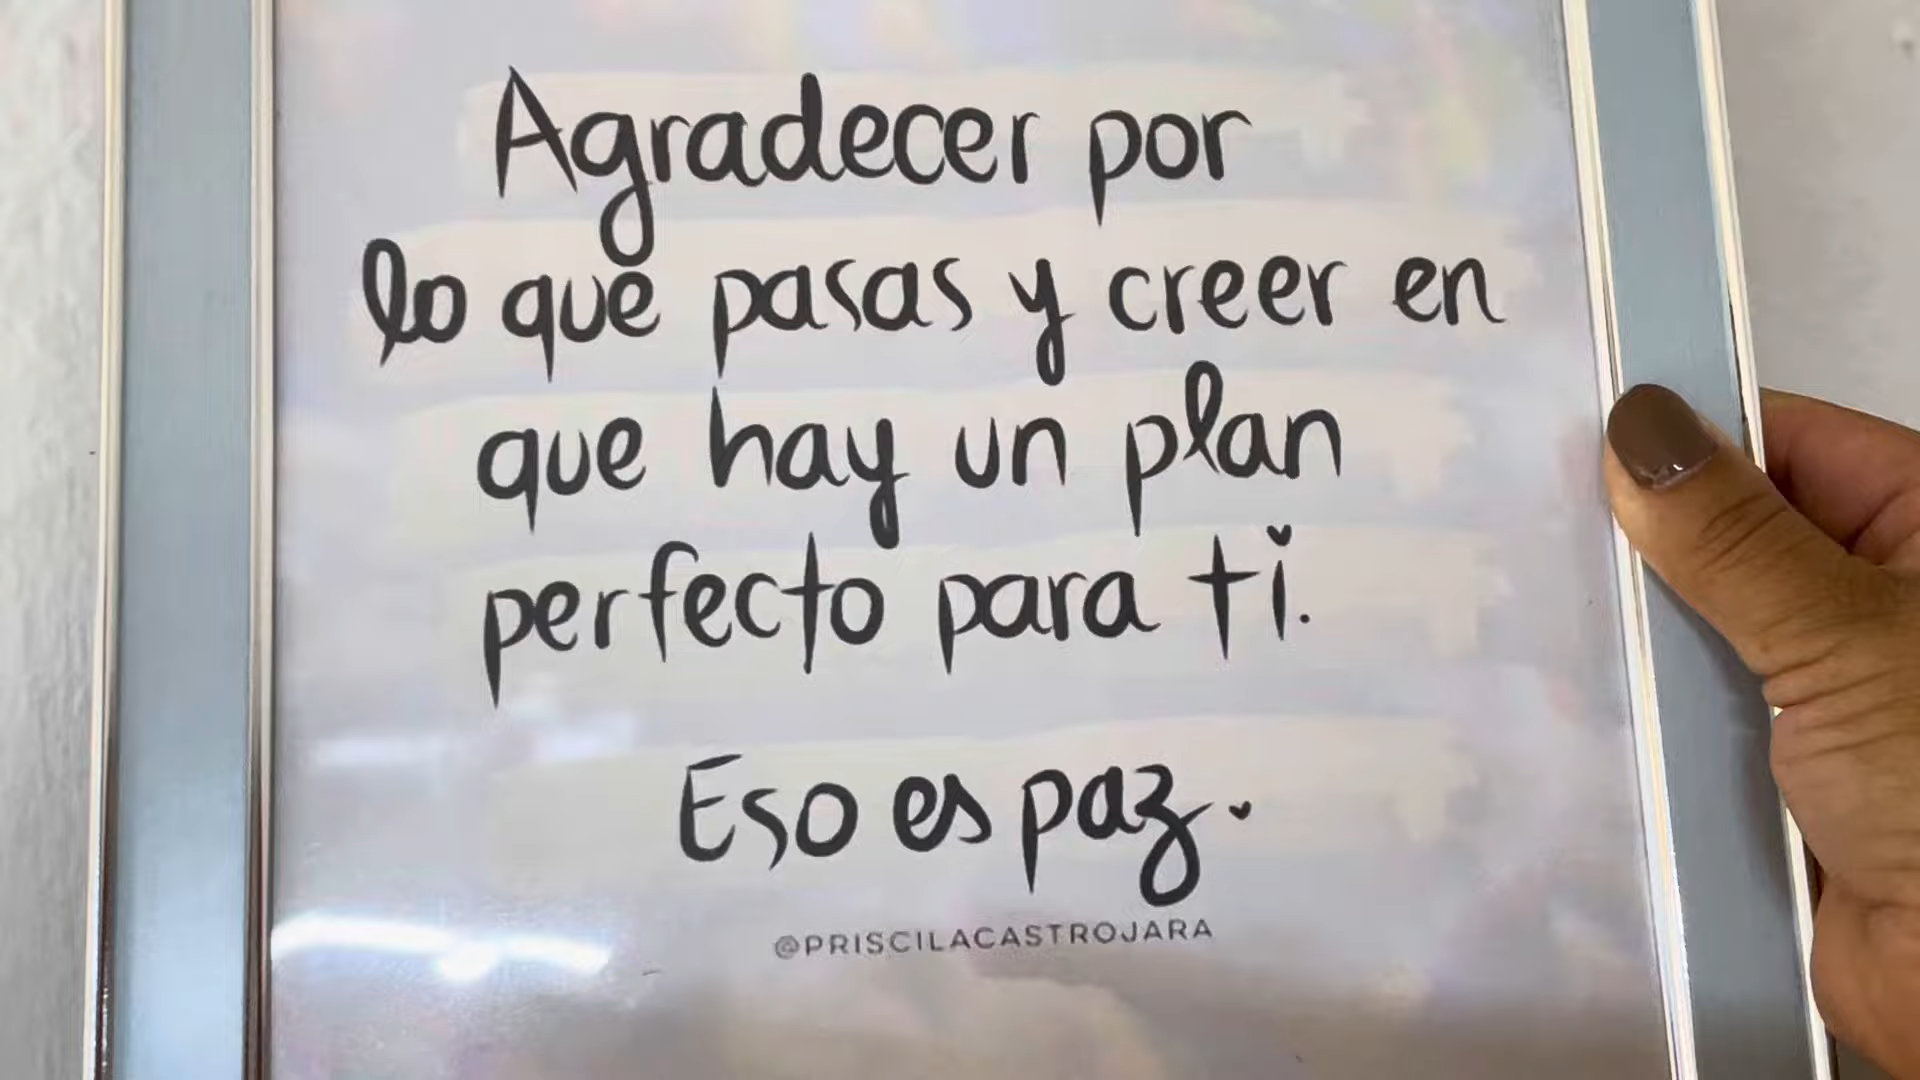 Agradecer por
lo que pasas y creer en
que hay un plan
perfecto para ti.
Eso es paz.
@PRISCILACASTROJARA